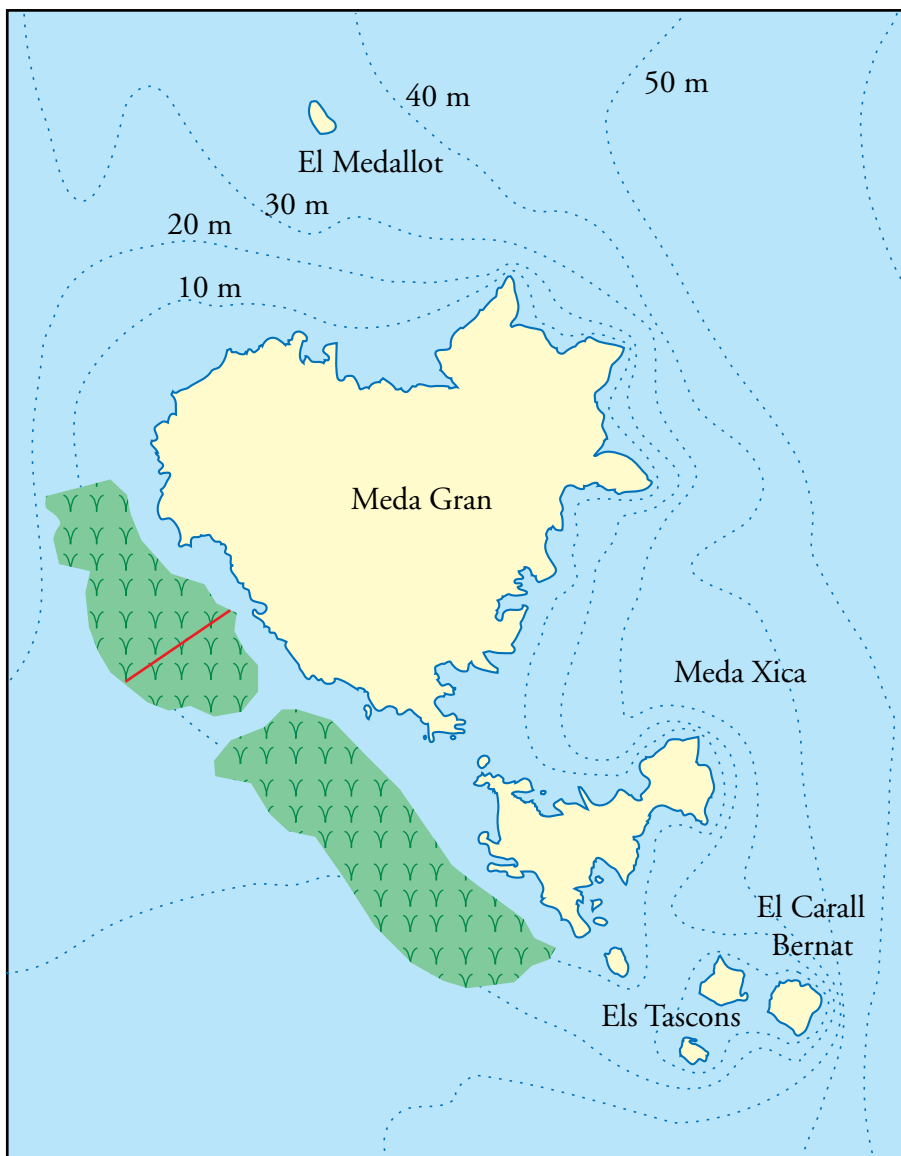 50 m
40 m
El Medallot
30 m
20 m
10 m
Meda Gran
Meda Xica
El Carall
Bernat
Els Tascons